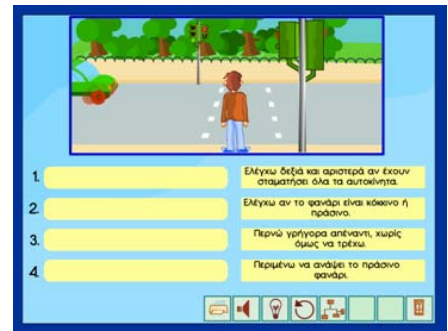 1.
Ελέγχω δεξιά και αριστερά αν έχουν
σταματήσει όλα τα αυτοκίνητα.
2.
Ελέγχω αν το φανάρι είναι κόκκινο ή
πράσινο.
3.
Περνώ γρήγορα απέναντι, χωρίς
όμως να τρέχω.
4.
Περιμένω να ανάψει το πράσινο
φανάρι.